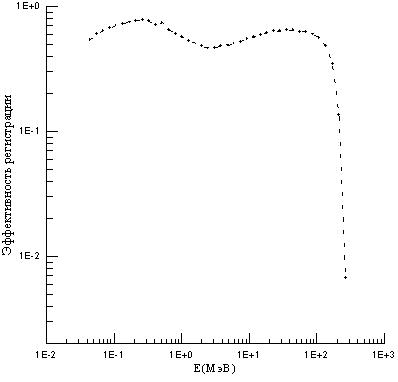 1E+0
1E-1
1E-2
Эффективность регистрации
1E-2
1E-1
1E+0
1E+1
1E+2
1E+3
E(МэВ)